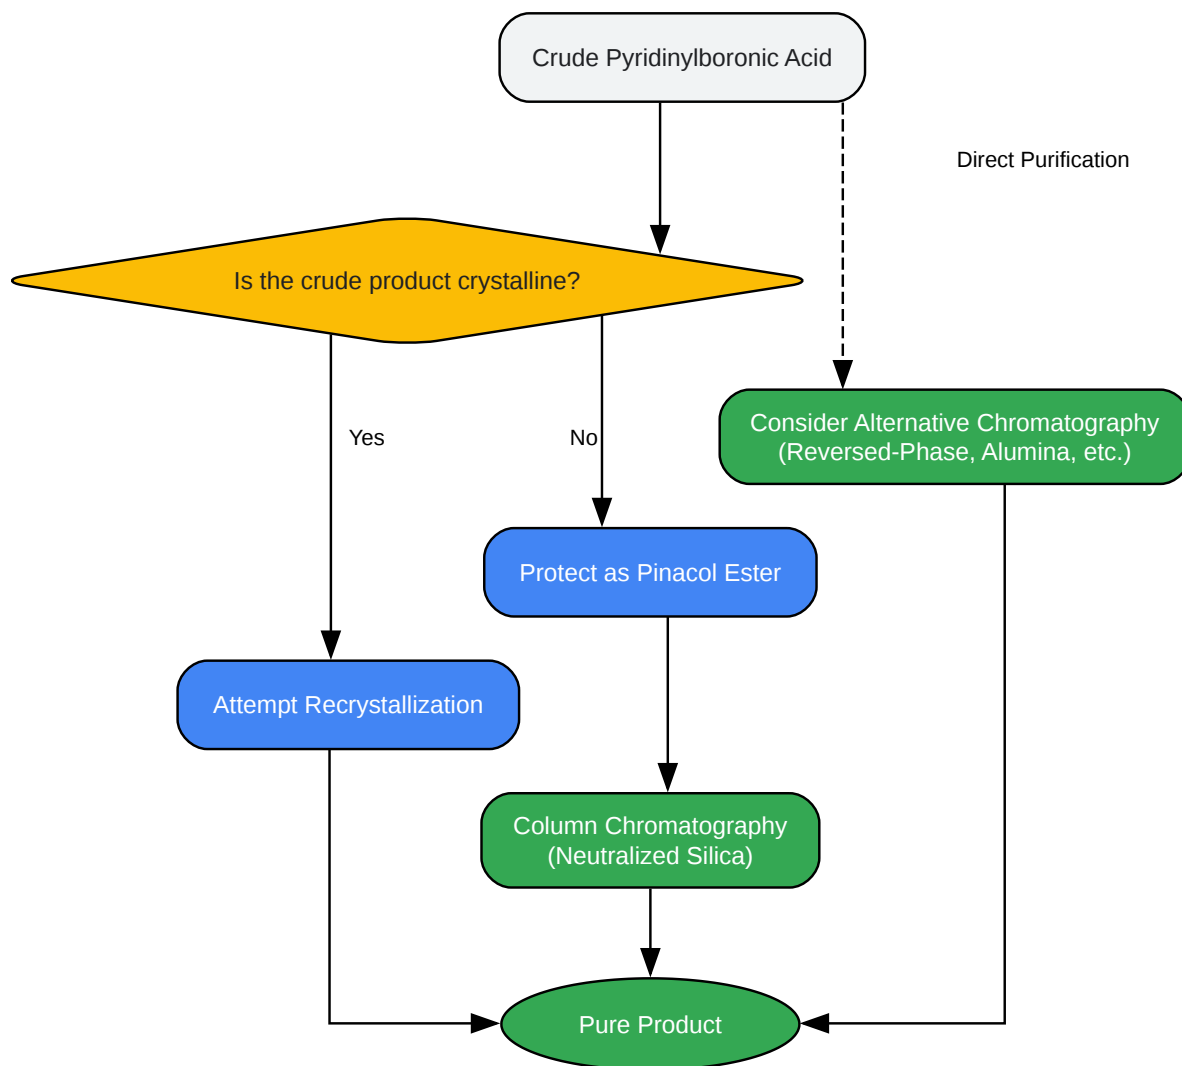 Crude Pyridinylboronic Acid
Direct Purification
Is the crude product crystalline?
Yes
No
Consider Alternative Chromatography
(Reversed-Phase, Alumina, etc.)
Protect as Pinacol Ester
Attempt Recrystallization
Column Chromatography
(Neutralized Silica)
Pure Product